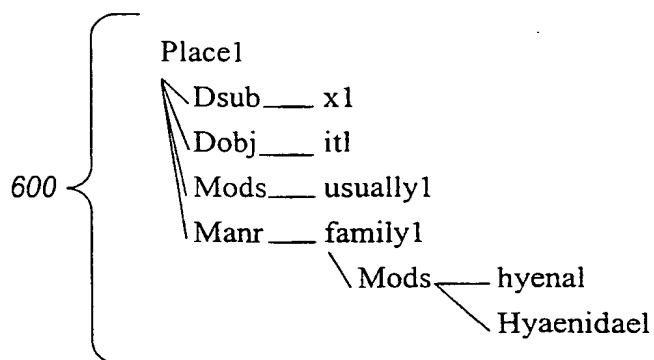 Place1
Dsub x1
Dobj it1
600 Mods usually1
Manr family1
Mods hyena1
Hyaenidae1